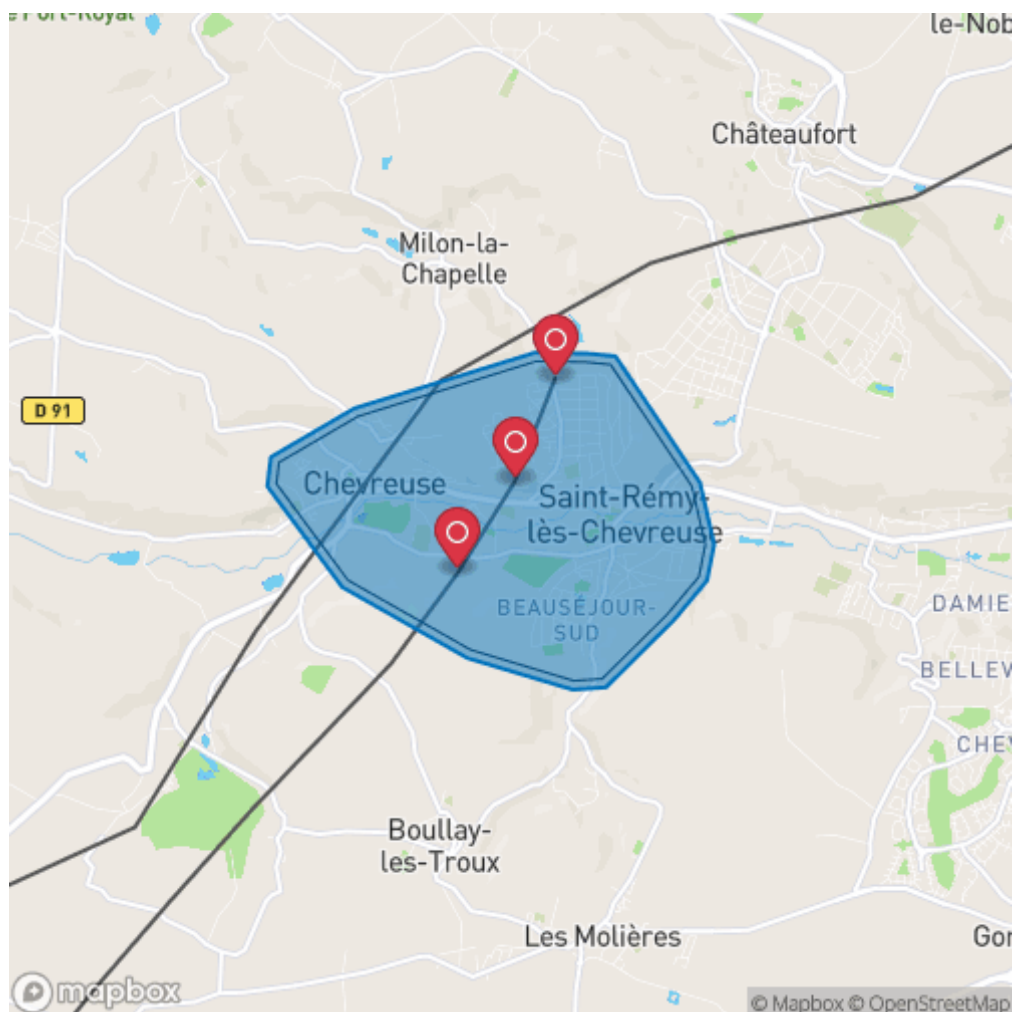 Port-Royal
le-Nob
Châteaufort
Milon-la-
Chapelle
D 91
Chevreuse
Saint-Rémy-
lès-Chevreuse
BEAUSÉJOUR-
SUD
DAMIE
BELLEV
CHEV
Boullay-
les-Troux
Les Molières
Gor
mapbox
© Mapbox © OpenStreetMap